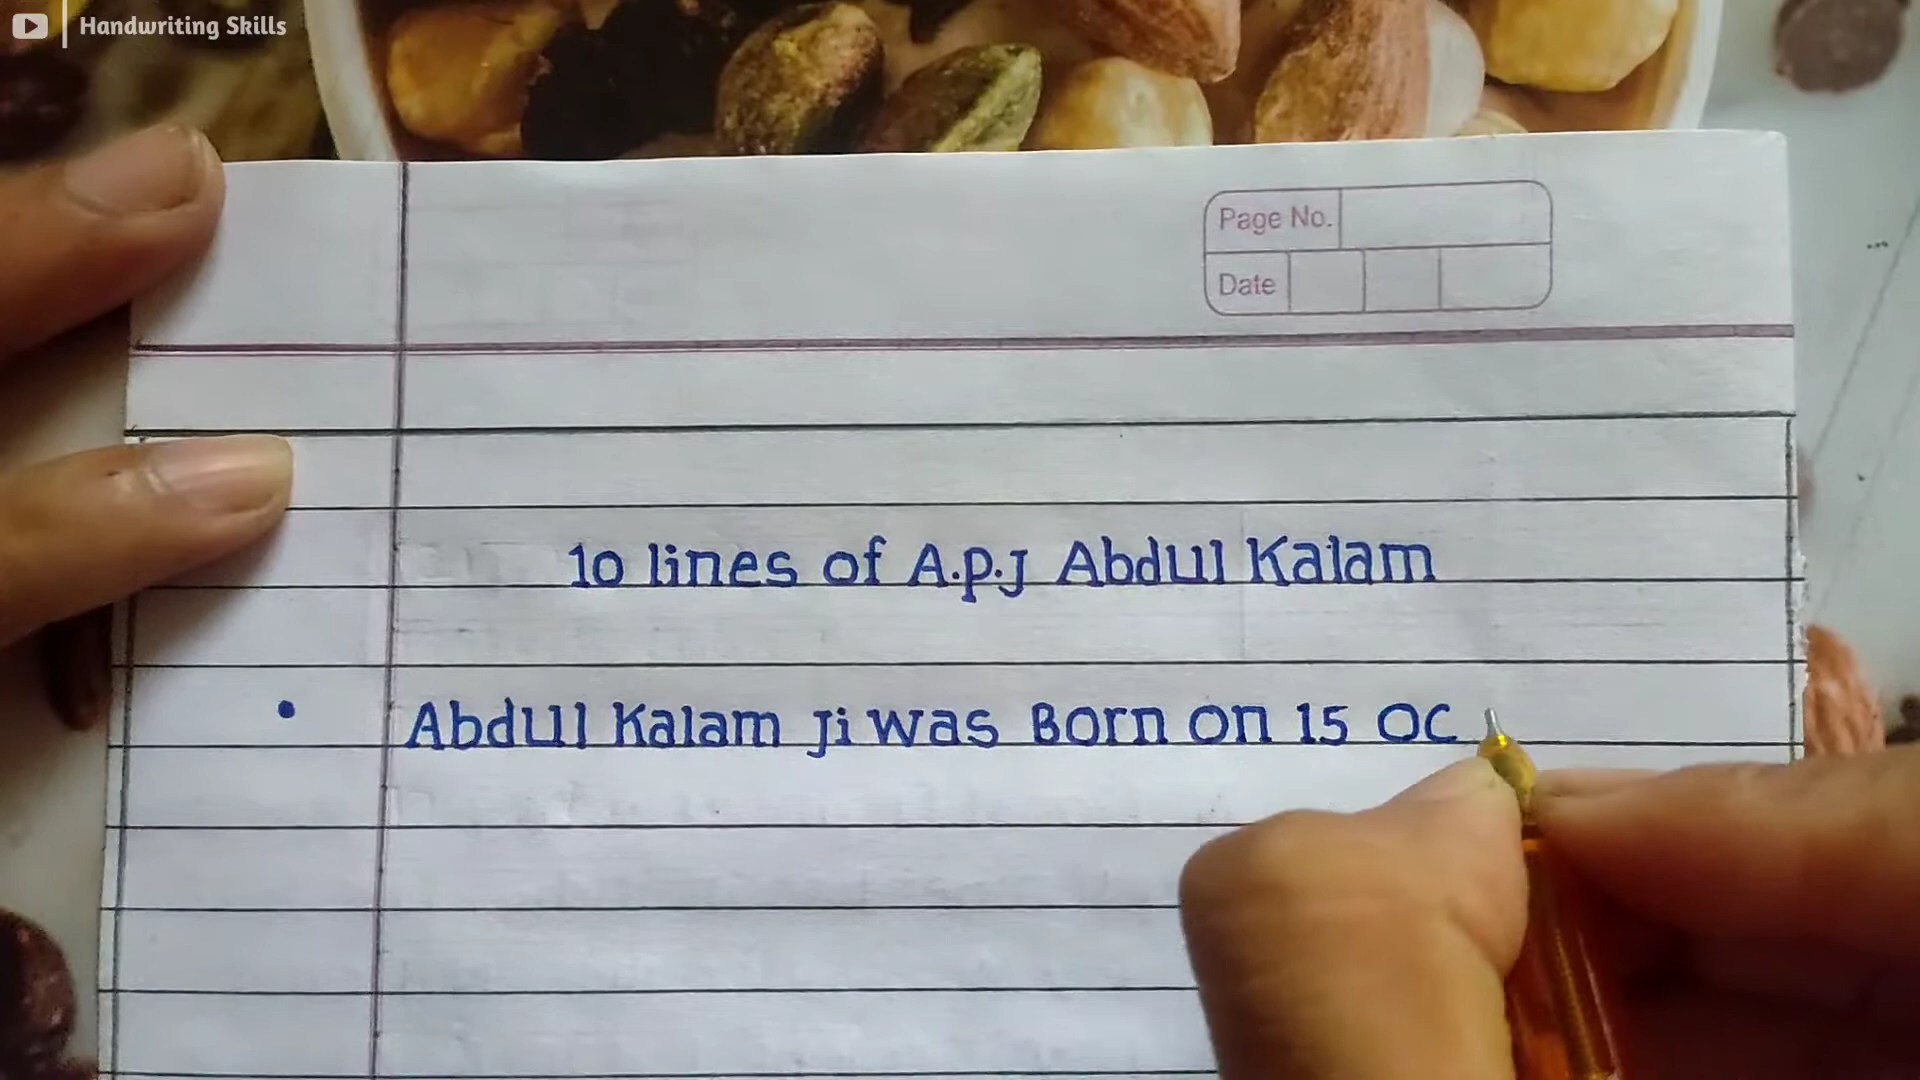 Handwriting Skills
Page No.
Date
10 lines of A.P.J Abdul Kalam
• Abdul Kalam Ji was Born on 15 OC